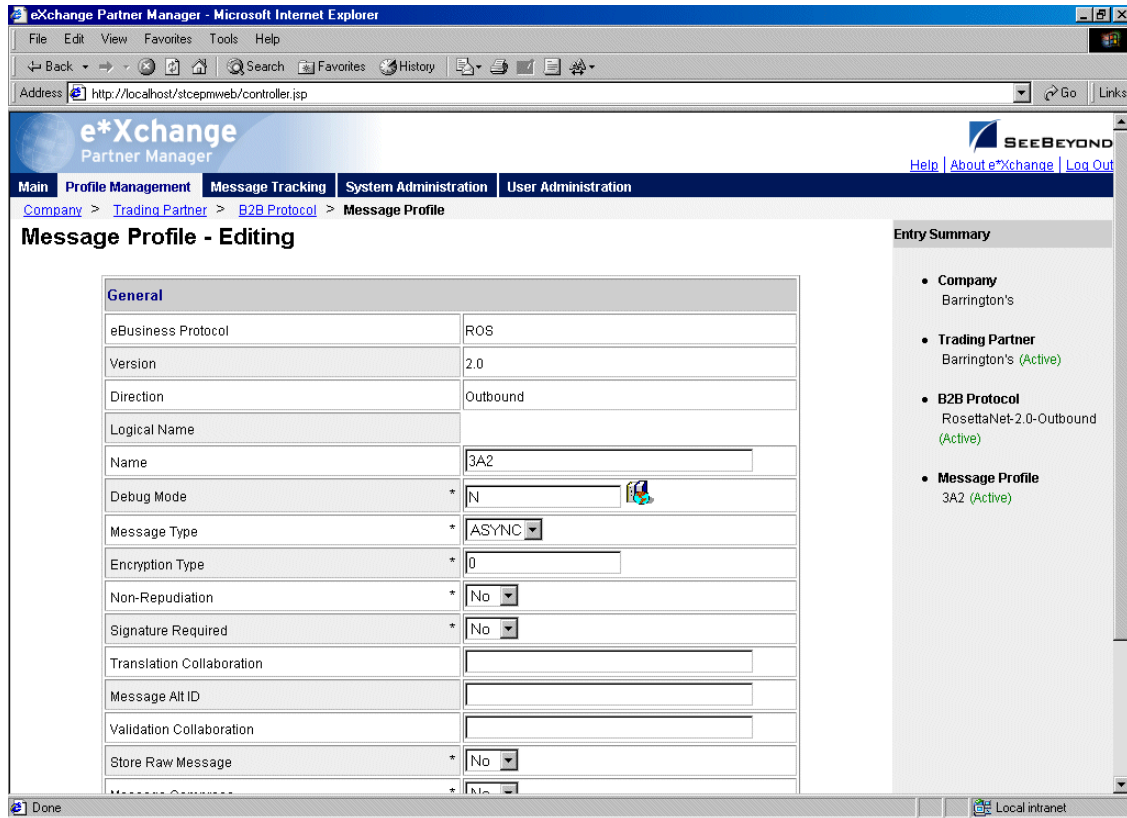 eXchange Partner Manager - Microsoft Internet Explorer
File Edit View Favorites Tools Help
Back Search Favorites History
Address http://localhost/stcepmweb/controller.jsp Go Links
e*Xchange
Partner Manager
SEEBEYOND
Help | About e*Xchange | Log Out
Main Profile Management Message Tracking System Administration User Administration
Company > Trading Partner > B2B Protocol > Message Profile
Message Profile - Editing
General
eBusiness Protocol ROS
Version 2.0
Direction Outbound
Logical Name
Name 3A2
Debug Mode * N
Message Type * ASYNC
Encryption Type * 0
Non-Repudiation * No
Signature Required * No
Translation Collaboration
Message Alt ID
Validation Collaboration
Store Raw Message * No
Message Compress * No
Entry Summary
Company
Barrington's
Trading Partner
Barrington's (Active)
B2B Protocol
RosettaNet-2.0-Outbound
(Active)
Message Profile
3A2 (Active)
Done Local intranet